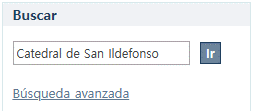 Buscar
Catedral de San Ildefonso Ir
Búsqueda avanzada